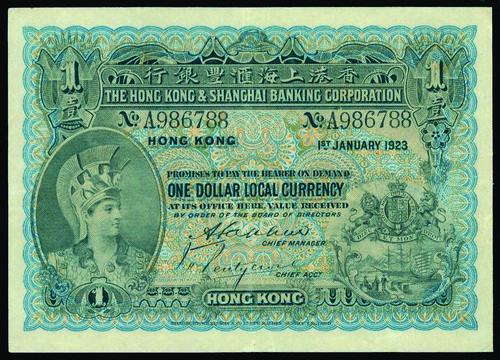 行銀豐滙海上港香
THE HONG KONG & SHANGHAI BANKING CORPORATION
1 1
壹 壹
No A986788 No A986788
HONG KONG 1ST JANUARY 1923
PROMISES TO PAY THE BEARER ON DEMAND
ONE DOLLAR LOCAL CURRENCY
AT ITS OFFICE HERE, VALUE RECEIVED
BY ORDER OF THE BOARD OF DIRECTORS
CHIEF MANAGER
CHIEF ACCT
1
HONG KONG